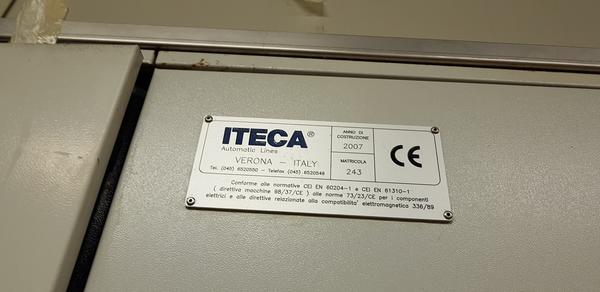 ITECA®
Automatic Lines
VERONA - ITALY
Tel. (045) 6520550 - Telefax (045) 6520548
ANNO DI
COSTRUZIONE
2007
MATRICOLA
243
CE
Conforme alle normative CEI EN 60204-1 e CEI EN 61310-1
( direttiva macchine 98/37/CE ) alle norme 73/23/CE per i componenti
elettrici e alle direttive relazionate alla compatibilita' elettromagnetica 336/89